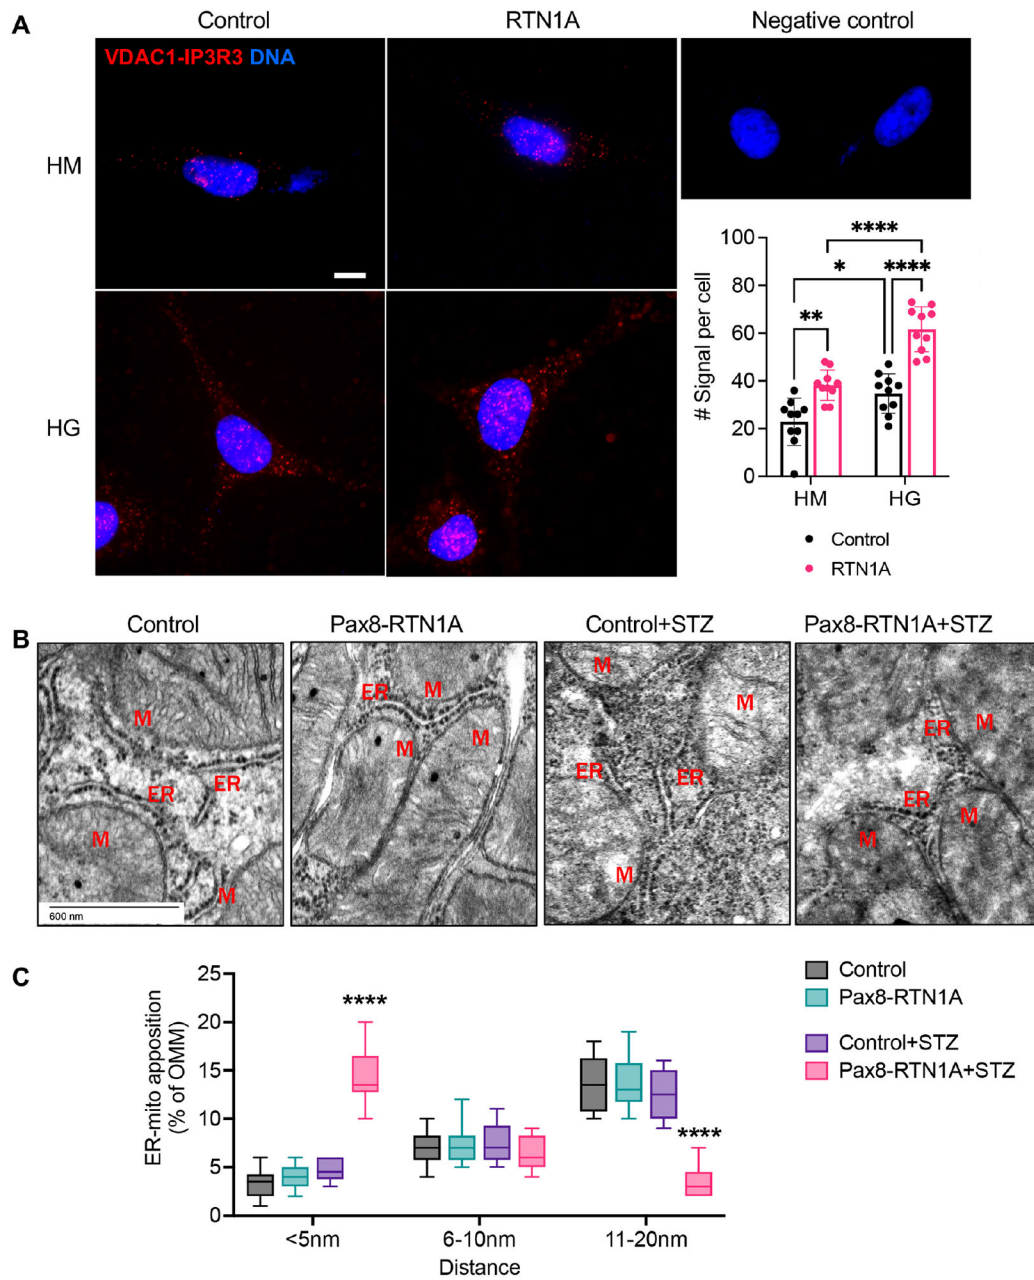 A
Control
RTN1A
Negative control
VDAC1-IP3R3 DNA
HM
HG
# Signal per cell
100
80
60
40
20
0
****
*
****
**
HM
HG
Control
RTN1A
B
Control
Pax8-RTN1A
Control+STZ
Pax8-RTN1A+STZ
M
ER
ER
M
M
600 nm
ER
M
M
M
M
M
ER
ER
M
ER
M
ER
M
M
C
ER-mito apposition
(% of OMM)
25
20
15
10
5
0
****
****
<5nm
6-10nm
11-20nm
Distance
Control
Pax8-RTN1A
Control+STZ
Pax8-RTN1A+STZ